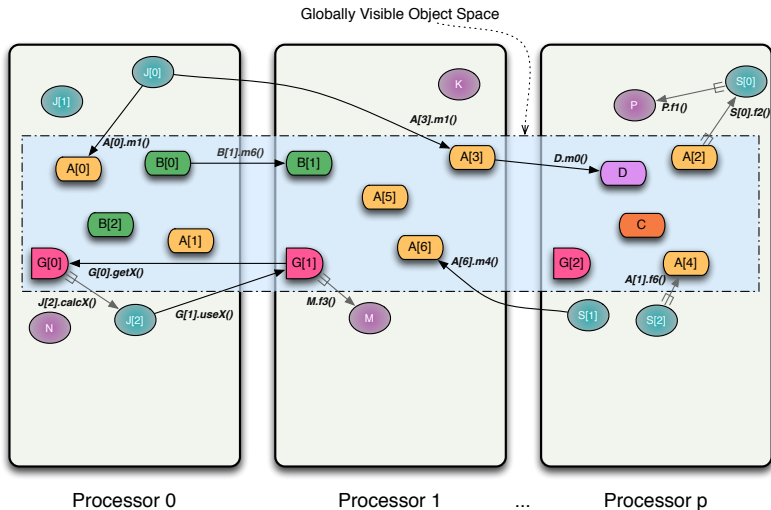 Globally Visible Object Space
J[0]
J[1]
K
S[0]
P
P.f1()
S[0].f2()
A[3].m1()
A[0].m1()
B[1].m6()
D.m0()
A[0]
B[0]
B[1]
A[3]
A[2]
D
A[5]
B[2]
A[1]
A[6]
C
G[0]
G[0].getX()
G[1]
A[6].m4()
G[2]
A[4]
A[1].f6()
J[2].calcX()
G[1].useX()
M.f3()
N
J[2]
M
S[1]
S[2]
Processor 0
Processor 1
...
Processor p